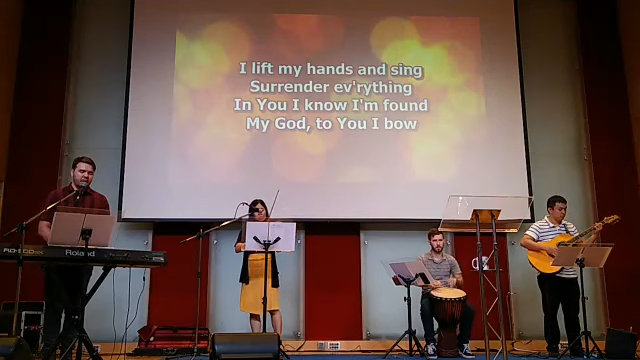 I lift my hands and sing
Surrender ev'rything
In You I know I'm found
My God, to You I bow
Roland